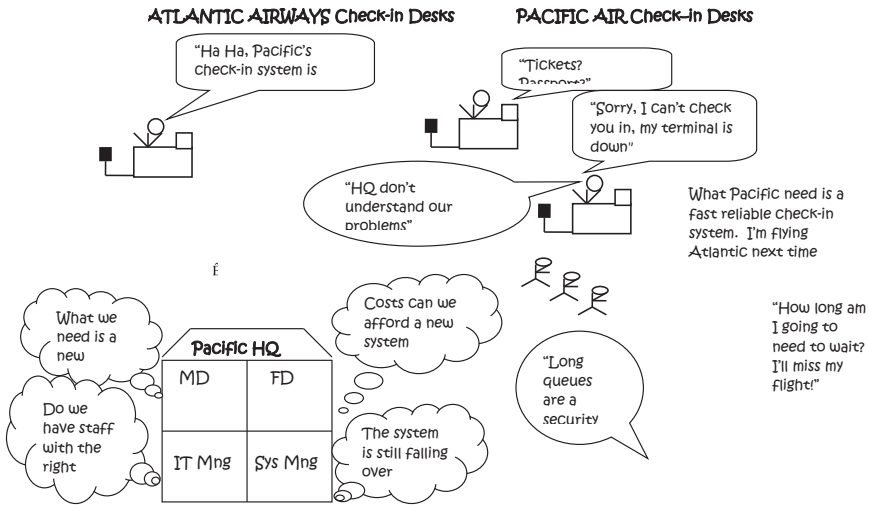 ATLANTIC AIRWAYS Check-in Desks
PACIFIC AIR Check–in Desks
“Ha Ha, Pacific’s
check-in system is
“Tickets?
Passport?”
“Sorry, I can’t check
you in, my terminal is
down"
“HQ don’t
understand our
problems”
What Pacific need is a
fast reliable check-in
system. I’m flying
Atlantic next time
É
What we
need is a
new
Costs can we
afford a new
system
“How long am
I going to
need to wait?
I’ll miss my
flight!”
Pacific HQ
MD
FD
“Long
queues
are a
security
Do we
have staff
with the
right
IT Mng
Sys Mng
The system
is still falling
over